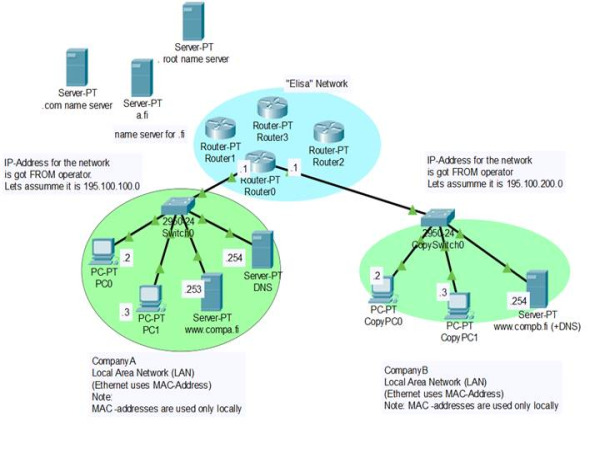 Server-PT
. root name server
Server-PT
.com name server
Server-PT
a.fi
name server for .fi
"Elisa" Network
Router-PT
Router3
Router-PT
Router1
Router-PT
Router2
Router-PT
Router0
.1
.1
IP-Address for the network
is got FROM operator.
Lets assumme it is 195.100.100.0
IP-Address for the network
is got FROM operator
Lets assumme it is 195.100.200.0
2950-24
Switch0
.2
PC-PT
PC0
.3
PC-PT
PC1
.253
Server-PT
www.compa.fi
.254
Server-PT
DNS
2950-24
CopySwitch0
.2
PC-PT
CopyPC0
.3
PC-PT
CopyPC1
.254
Server-PT
www.compb.fi (+DNS)
CompanyA
Local Area Network (LAN)
(Ethernet uses MAC-Address)
Note:
MAC -addresses are used only locally
CompanyB
Local Area Network (LAN)
(Ethernet uses MAC-Address)
Note: MAC -addresses are used only locally